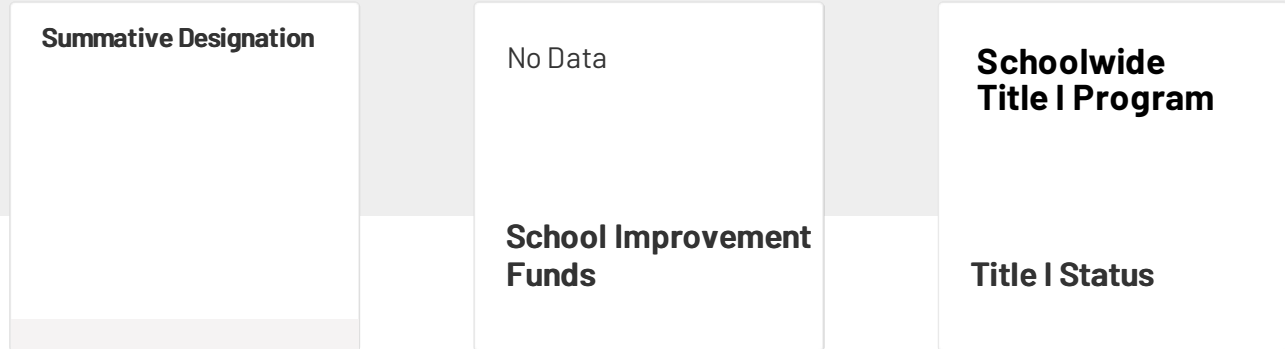 Summative Designation
No Data
School Improvement
Funds
Schoolwide
Title I Program
Title I Status